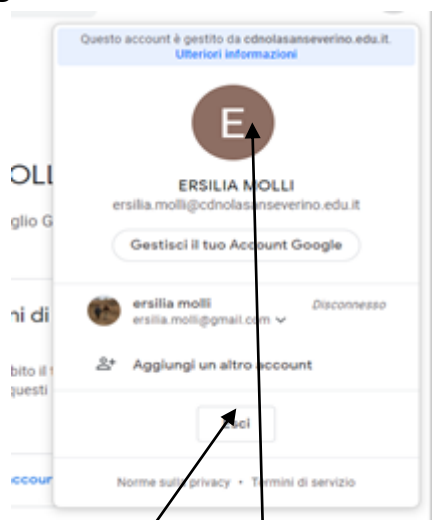 Questo account è gestito da cdnolasanseverino.edu.it.
Ulteriori informazioni
E
ERSILIA MOLLI
ersilia.molli@cdnolasanseverino.edu.it
glio G
Gestisci il tuo Account Google
ni di
ersilia molli
Disconnesso
ersilia.molli@gmail.com
bito il
Aggiungi un altro account
questi
Esci
ccour
Norme sulla privacy • Termini di servizio